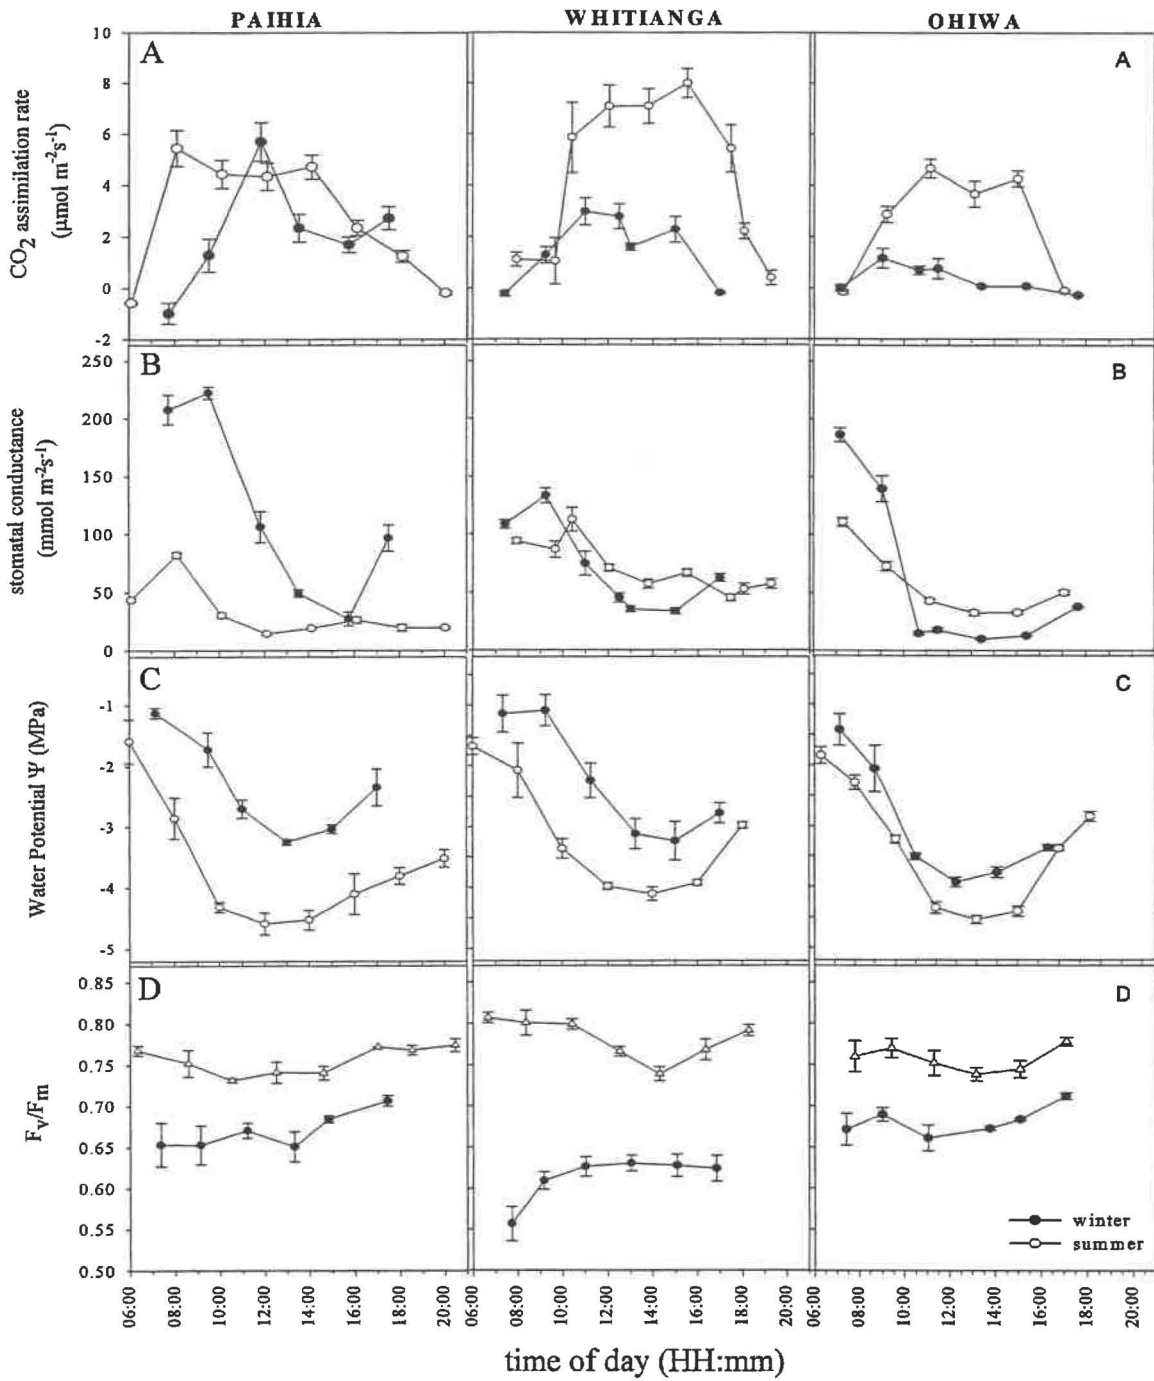 PAIHIA WHITIANGA OHIWA
A A
CO2 assimilation rate
(µmol m-2s-1)
10
8
6
4
2
0
-2
B B
stomatal conductance
(mmol m-2s-1)
250
200
150
100
50
0
C C
Water Potential Ψ (MPa)
-1
-2
-3
-4
-5
D D
Fv/Fm
0.85
0.80
0.75
0.70
0.65
0.60
0.55
0.50
winter
summer
06:00 08:00 10:00 12:00 14:00 16:00 18:00 20:00 06:00 08:00 10:00 12:00 14:00 16:00 18:00 20:00 06:00 08:00 10:00 12:00 14:00 16:00 18:00 20:00
time of day (HH:mm)